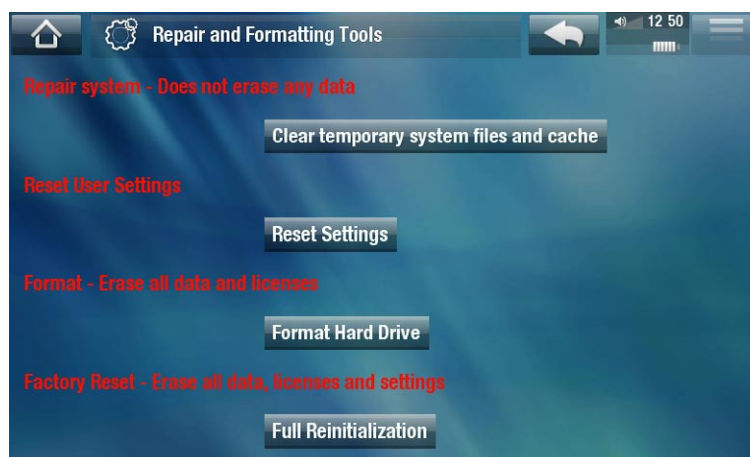 Repair and Formatting Tools
12 50
Repair system - Does not erase any data
Clear temporary system files and cache
Reset User Settings
Reset Settings
Format - Erase all data and licenses
Format Hard Drive
Factory Reset - Erase all data, licenses and settings
Full Reinitialization